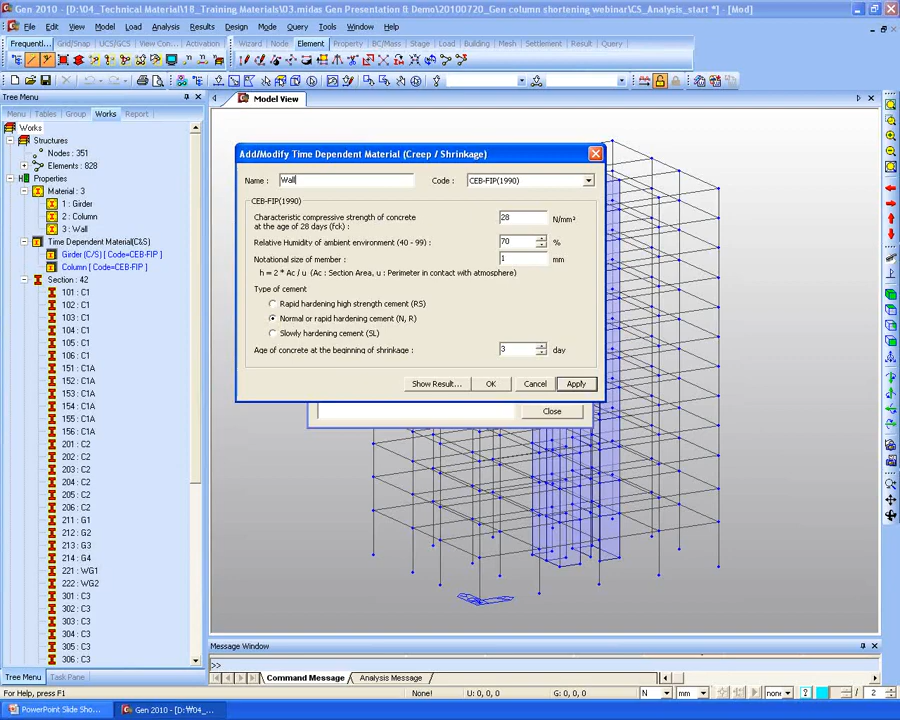 Gen 2010 - [D:\04_Technical Material\18_Training Materials\03.midas Gen Presentation & Demo\20100720_Gen column shortening webinar\CS_Analysis_start *] - [Mod]
File Edit View Model Load Analysis Results Design Mode Query Tools Window Help
Frequentl... Grid/Snap UCS/GCS View Con... Activation Wizard Node Element Property BC/Mass Stage Load Building Mesh Settlement Result Query
Tree Menu
Model View
Menu Tables Group Works Report
Works
Structures
Nodes : 351
Elements : 828
Properties
Material : 3
1 : Girder
2 : Column
3 : Wall
Time Dependent Material(C&S)
Girder (C/S) [ Code=CEB-FIP ]
Column [ Code=CEB-FIP ]
Section : 42
101 : C1
102 : C1
103 : C1
104 : C1
105 : C1
106 : C1
151 : C1A
152 : C1A
153 : C1A
154 : C1A
155 : C1A
156 : C1A
201 : C2
202 : C2
203 : C2
204 : C2
205 : C2
206 : C2
211 : G1
212 : G2
213 : G3
214 : G4
221 : WG1
222 : WG2
301 : C3
302 : C3
303 : C3
304 : C3
305 : C3
306 : C3
Add/Modify Time Dependent Material (Creep / Shrinkage)
Name : Wall Code : CEB-FIP(1990)
CEB-FIP(1990)
Characteristic compressive strength of concrete
at the age of 28 days (fck) : 28 N/mm²
Relative Humidity of ambient environment (40 - 99) : 70 %
Notational size of member : 1 mm
h = 2 * Ac / u (Ac : Section Area, u : Perimeter in contact with atmosphere)
Type of cement
Rapid hardening high strength cement (RS)
Normal or rapid hardening cement (N, R)
Slowly hardening cement (SL)
Age of concrete at the beginning of shrinkage : 3 day
Show Result... OK Cancel Apply
Close
Message Window
>>
Command Message Analysis Message
Tree Menu Task Pane
For Help, press F1 None! U: 0, 0, 0 G: 0, 0, 0 N mm none ? / 2
PowerPoint Slide Sho... Gen 2010 - [D:₩04_...